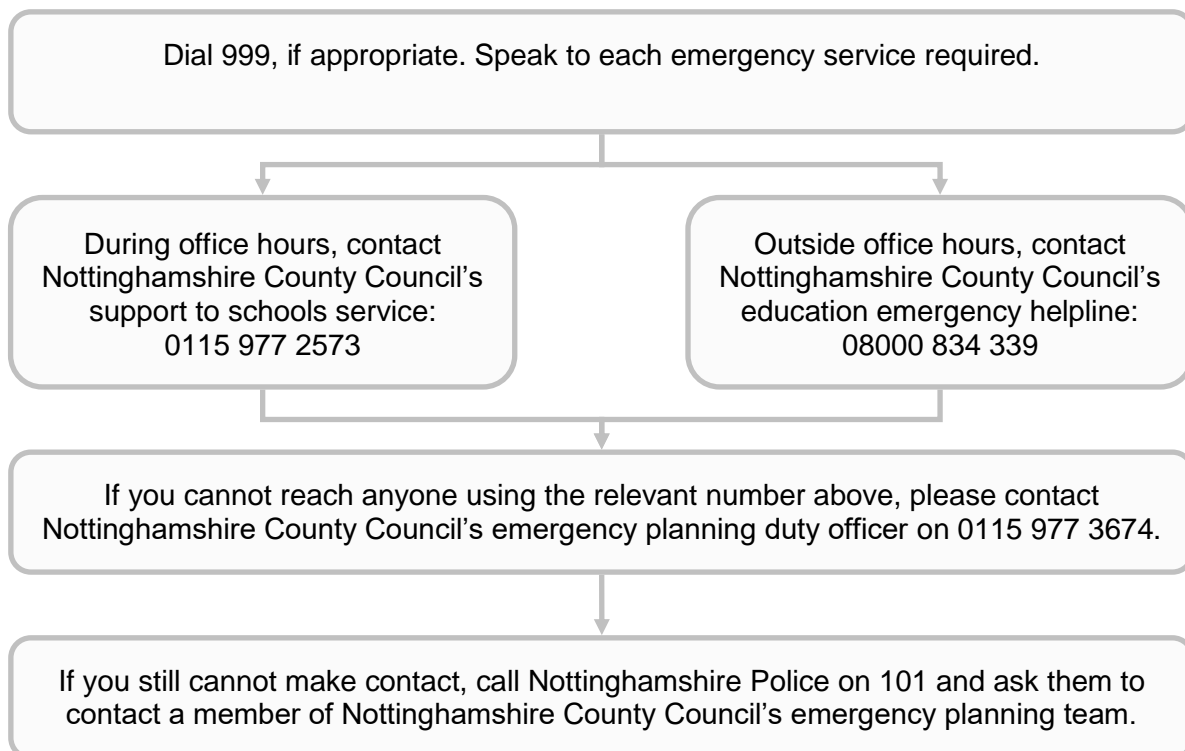 Dial 999, if appropriate. Speak to each emergency service required.
During office hours, contact
Nottinghamshire County Council’s
support to schools service:
0115 977 2573
Outside office hours, contact
Nottinghamshire County Council’s
education emergency helpline:
08000 834 339
If you cannot reach anyone using the relevant number above, please contact
Nottinghamshire County Council’s emergency planning duty officer on 0115 977 3674.
If you still cannot make contact, call Nottinghamshire Police on 101 and ask them to
contact a member of Nottinghamshire County Council’s emergency planning team.